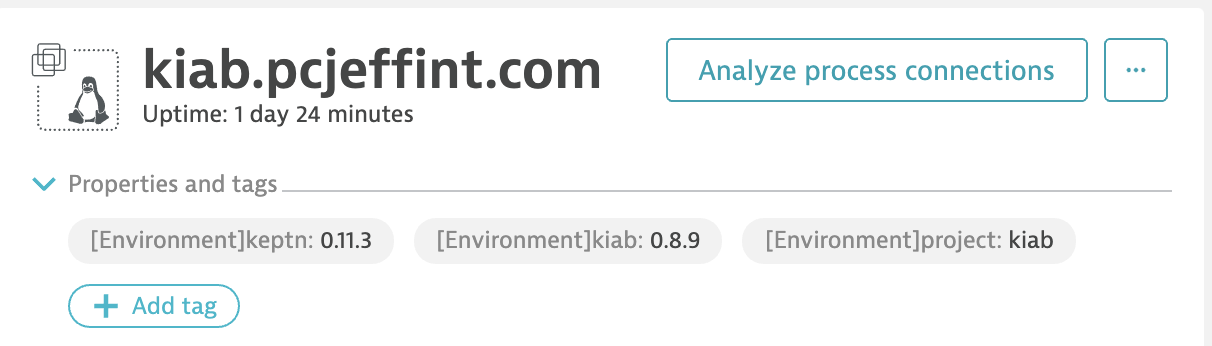 kiab.pcjeffint.com
Uptime: 1 day 24 minutes
Analyze process connections
...
Properties and tags
[Environment]keptn: 0.11.3
[Environment]kiab: 0.8.9
[Environment]project: kiab
+ Add tag